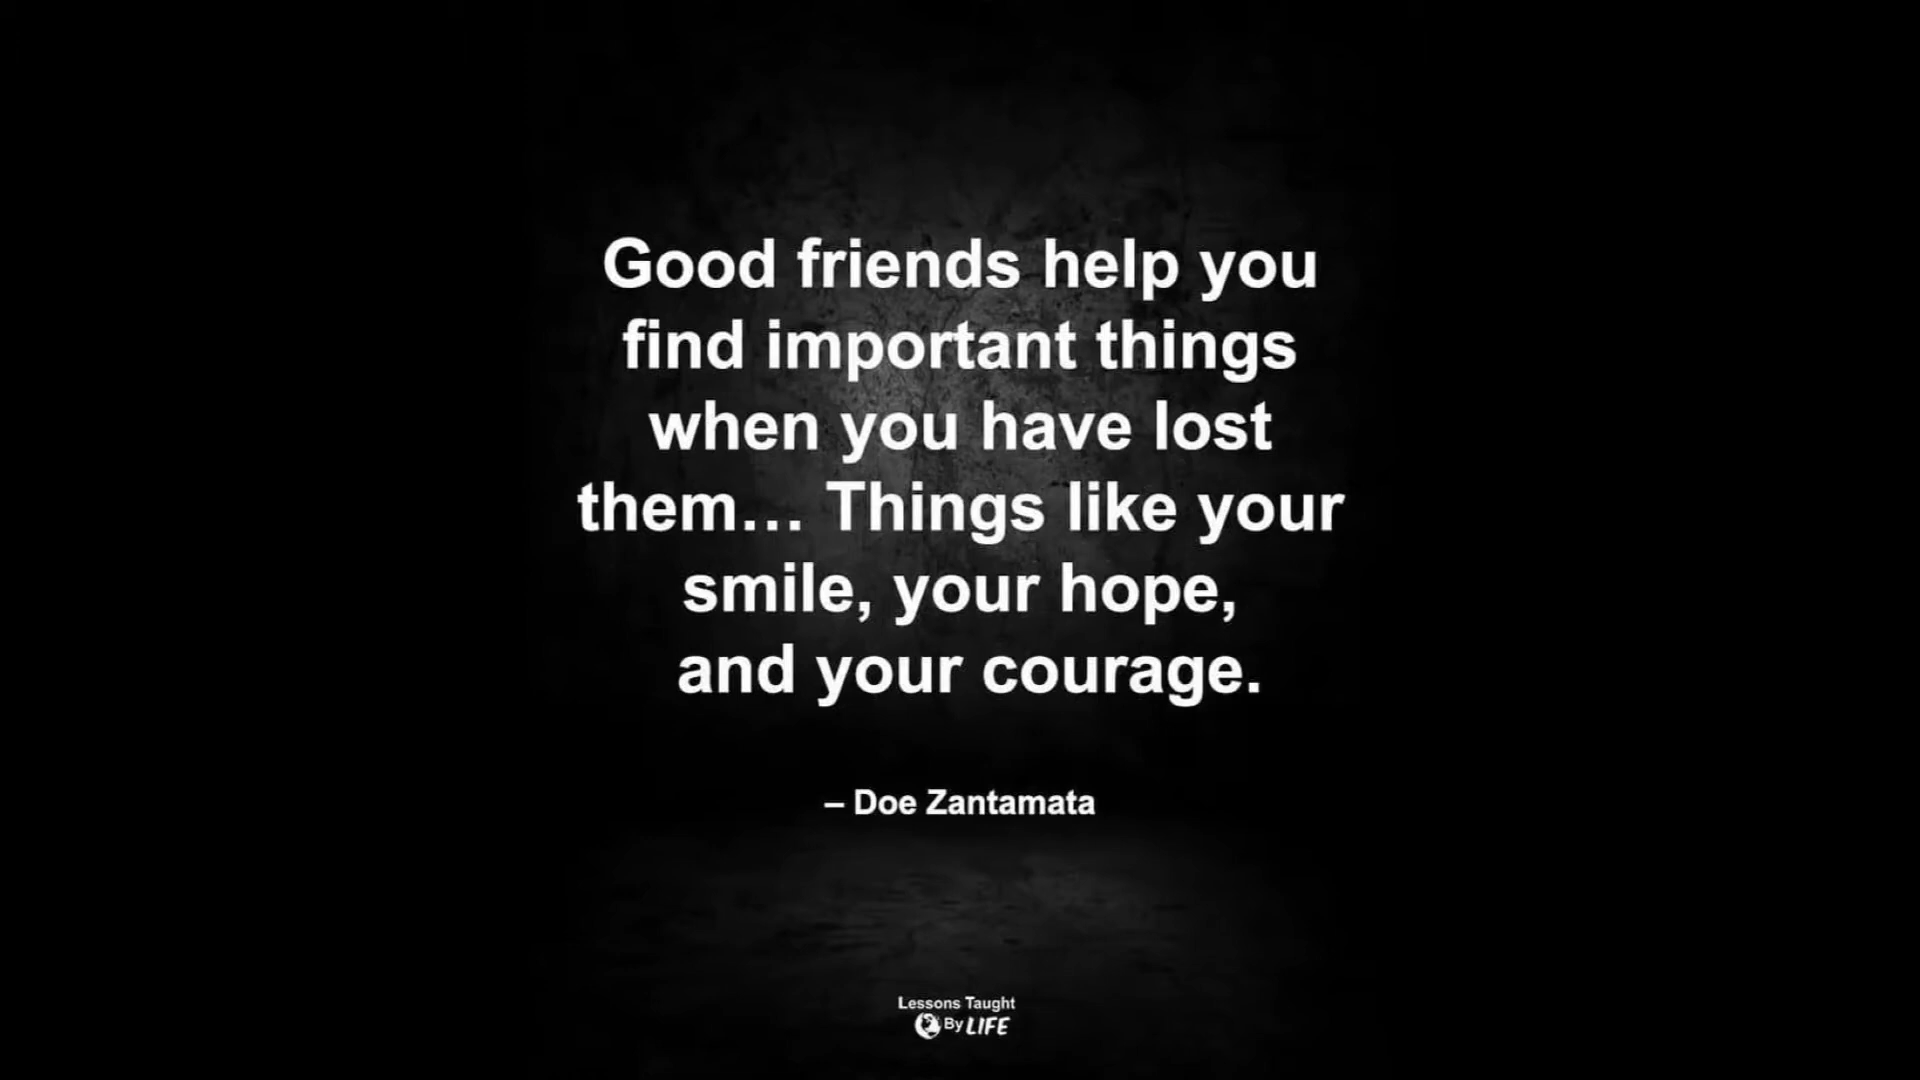 Good friends help you
find important things
when you have lost
them... Things like your
smile, your hope,
and your courage.
– Doe Zantamata
Lessons Taught
By LIFE